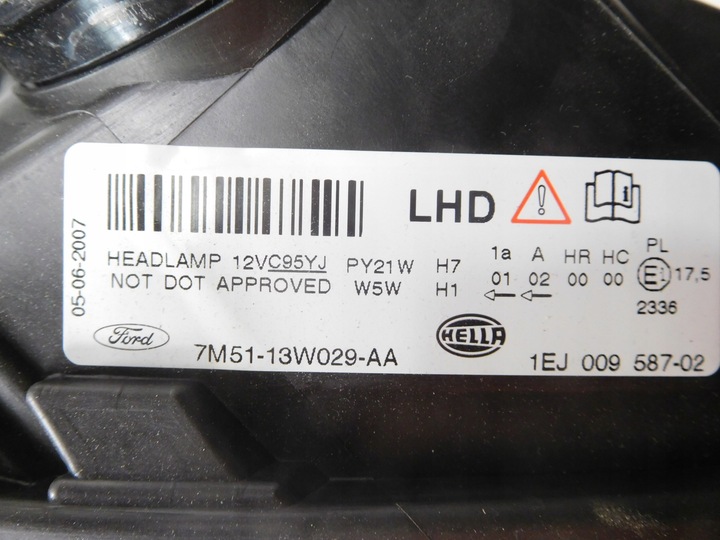 LHD
05-06-2007
HEADLAMP 12VC95YJ PY21W H7 1a A HR HC PL
NOT DOT APPROVED W5W H1 01 02 00 00 E1 17,5
2336
Ford 7M51-13W029-AA HELLA 1EJ 009 587-02